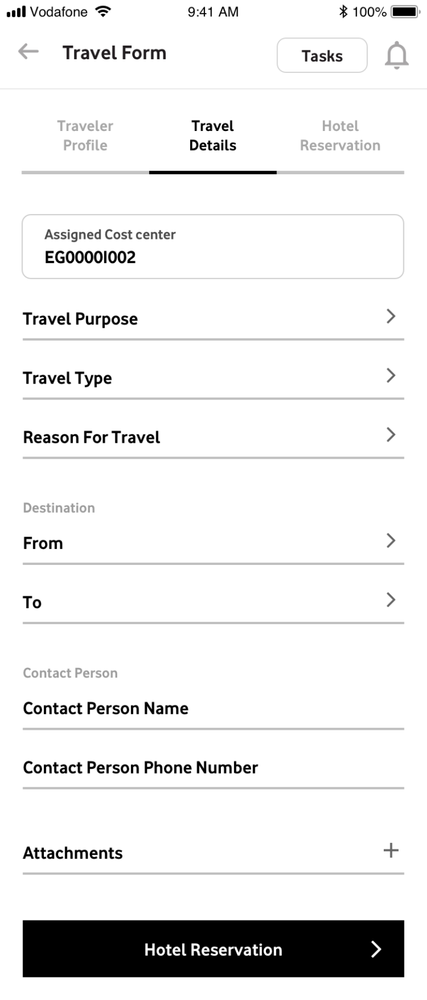 Vodafone 9:41 AM 100%
Travel Form Tasks
Traveler Profile
Travel Details
Hotel Reservation
Assigned Cost center
EG0000I002
Travel Purpose
Travel Type
Reason For Travel
Destination
From
To
Contact Person
Contact Person Name
Contact Person Phone Number
Attachments
Hotel Reservation